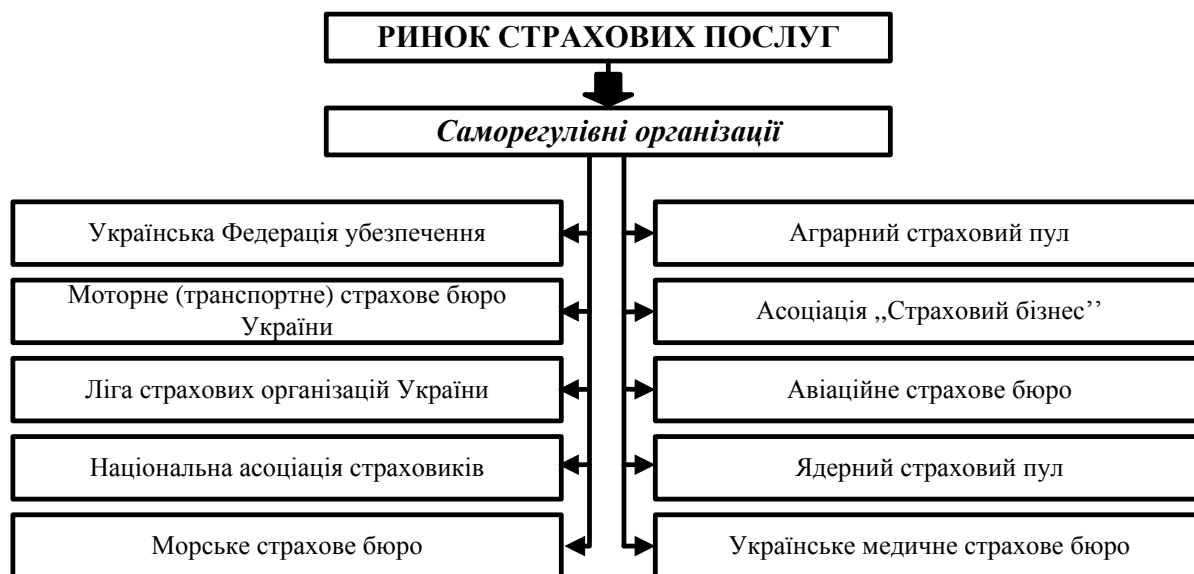 РИНОК СТРАХОВИХ ПОСЛУГ
Саморегулівні організації
Українська Федерація убезпечення
Моторне (транспортне) страхове бюро
України
Ліга страхових організацій України
Національна асоціація страховиків
Морське страхове бюро
Аграрний страховий пул
Асоціація ,,Страховий бізнес’’
Авіаційне страхове бюро
Ядерний страховий пул
Українське медичне страхове бюро